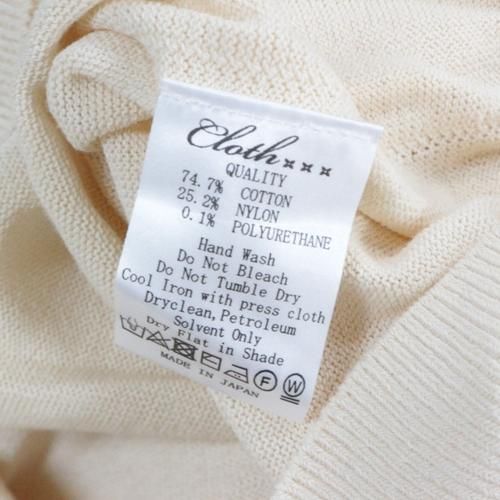 Cloth×××
QUALITY
74.7% COTTON
25.2% NYLON
0.1% POLYURETHANE
Hand Wash
Do Not Bleach
Do Not Tumble Dry
Cool Iron with press cloth
Dryclean,Petroleum
Solvent Only
Dry Flat in Shade
F W
MADE IN JAPAN